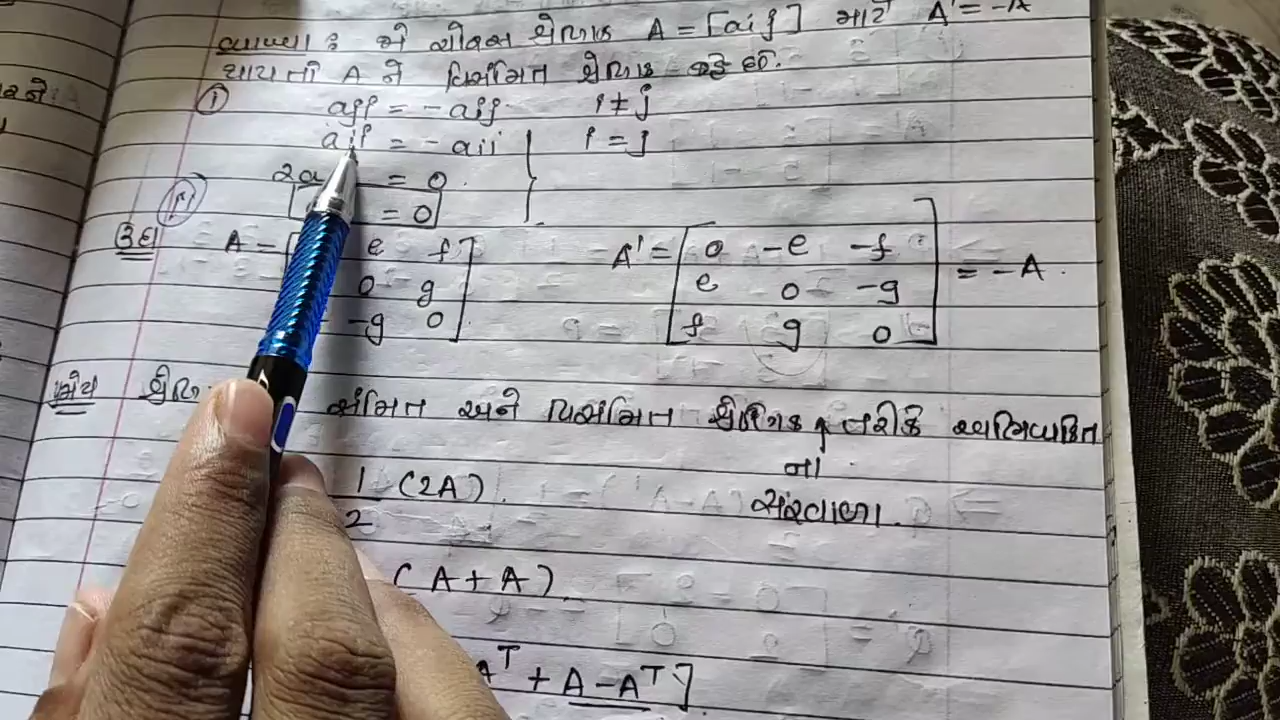 વ્યાખ્યા : જો ચોરસ શ્રેણિક A = [aij] માટે A' = -A
થાય તો A ને વિસંમિત શ્રેણિક કહે છે.
① aji = - aij i ≠ j
aii = - aii i = j
2a = 0
= 0
ઉદા A = [ e f A' = [ 0 -e -f
0 g e 0 -g = -A.
-g 0 ] f g 0 ]
પ્રમેય સંમિત અને વિસંમિત શ્રેણિક તરીકે અભિવ્યક્તિ
ના
સરવાળા.
1/2 (2A).
(A + A).
A^T + A - A^T].